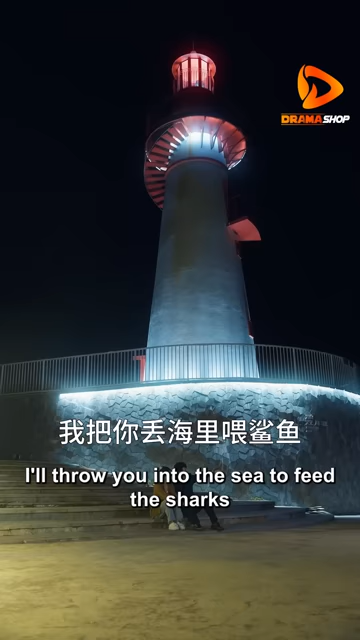 DRAMASHOP
我把你丢海里喂鲨鱼
I'll throw you into the sea to feed
the sharks